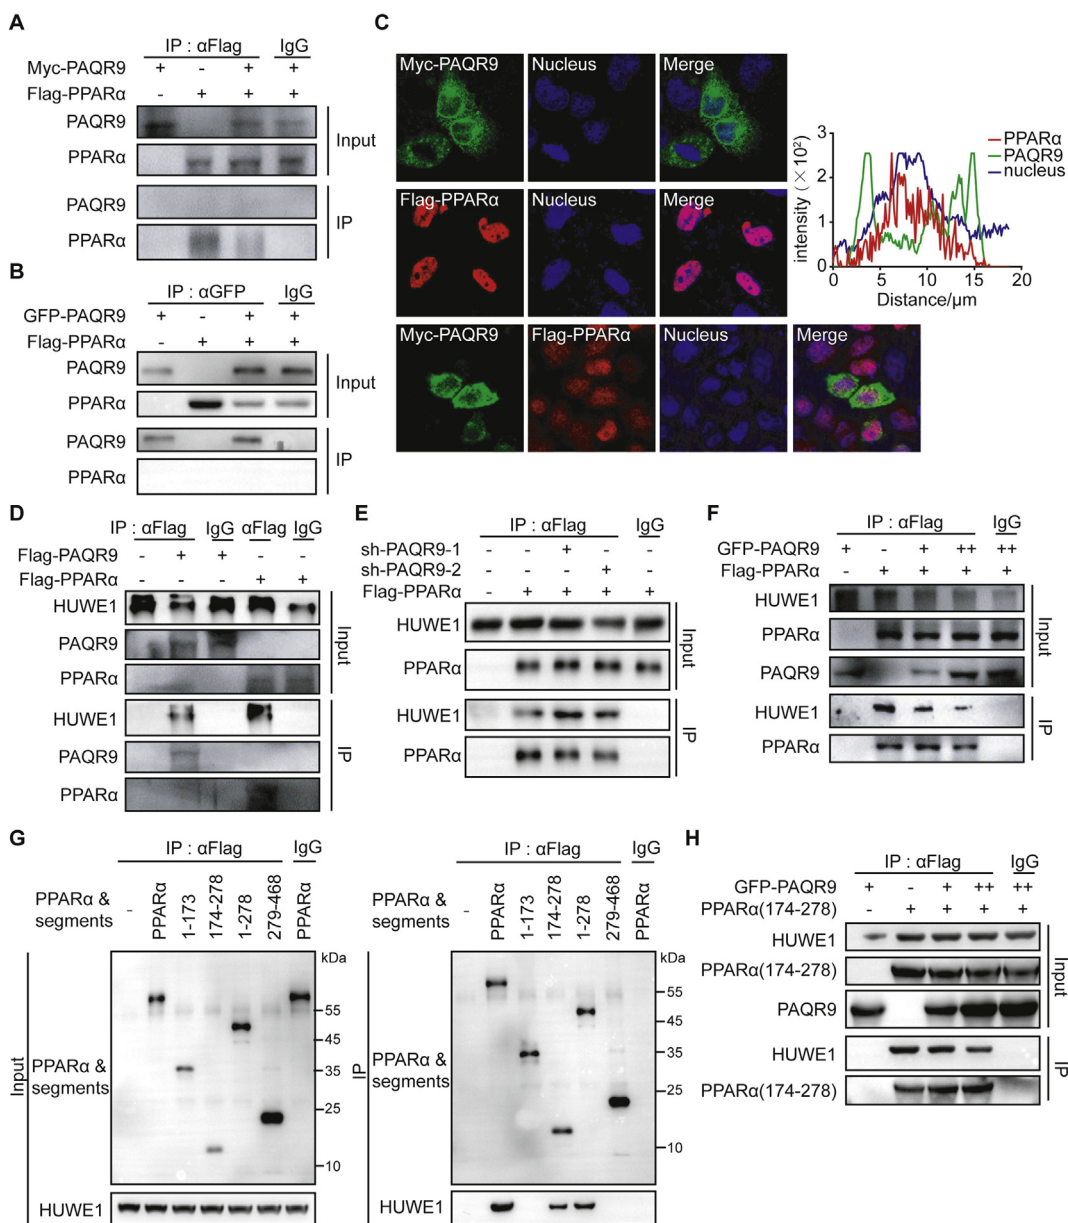 A
IP : αFlag IgG
Myc-PAQR9 + - + +
Flag-PPARα - + + +
PAQR9
PPARα
Input
PAQR9
PPARα
IP
B
IP : αGFP IgG
GFP-PAQR9 + - + +
Flag-PPARα - + + +
PAQR9
PPARα
Input
PAQR9
PPARα
IP
C
Myc-PAQR9 Nucleus Merge
Flag-PPARα Nucleus Merge
Myc-PAQR9 Flag-PPARα Nucleus Merge
intensity (×10²)
3
2
1
0
0 5 10 15 20
Distance/μm
PPARα
PAQR9
nucleus
D
IP : αFlag IgG αFlag IgG
Flag-PAQR9 - + + - -
Flag-PPARα - - - + +
HUWE1
PAQR9
PPARα
Input
HUWE1
PAQR9
PPARα
IP
E
IP : αFlag IgG
sh-PAQR9-1 - - + - -
sh-PAQR9-2 - - - + -
Flag-PPARα - + + + +
HUWE1
PPARα
Input
HUWE1
PPARα
IP
F
IP : αFlag IgG
GFP-PAQR9 + - + ++ ++
Flag-PPARα - + + + +
HUWE1
PPARα
PAQR9
Input
HUWE1
PPARα
IP
G
IP : αFlag IgG
PPARα &
segments
- PPARα 1-173 174-278 1-278 279-468 PPARα
kDa
55
45
35
25
10
Input
PPARα &
segments
HUWE1
IP : αFlag IgG
PPARα &
segments
- PPARα 1-173 174-278 1-278 279-468 PPARα
kDa
55
45
35
25
10
IP
PPARα &
segments
HUWE1
H
IP : αFlag IgG
GFP-PAQR9 + - + ++ ++
PPARα(174-278) - + + + +
HUWE1
PPARα(174-278)
PAQR9
Input
HUWE1
PPARα(174-278)
IP